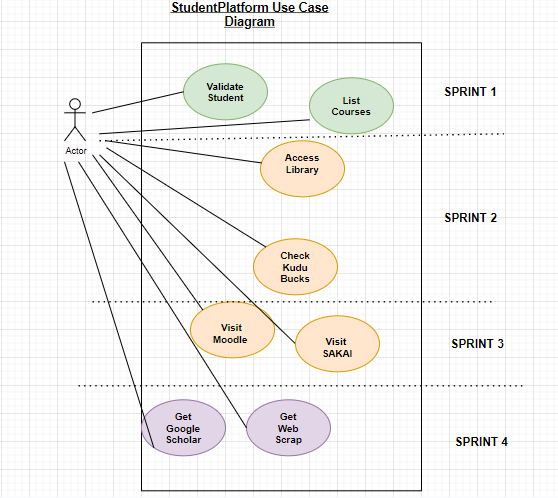 StudentPlatform Use Case
Diagram
Validate
Student
SPRINT 1
List
Courses
Actor
Access
Library
SPRINT 2
Check
Kudu
Bucks
Visit
Moodle
Visit
SAKAI
SPRINT 3
Get
Google
Scholar
Get
Web
Scrap
SPRINT 4